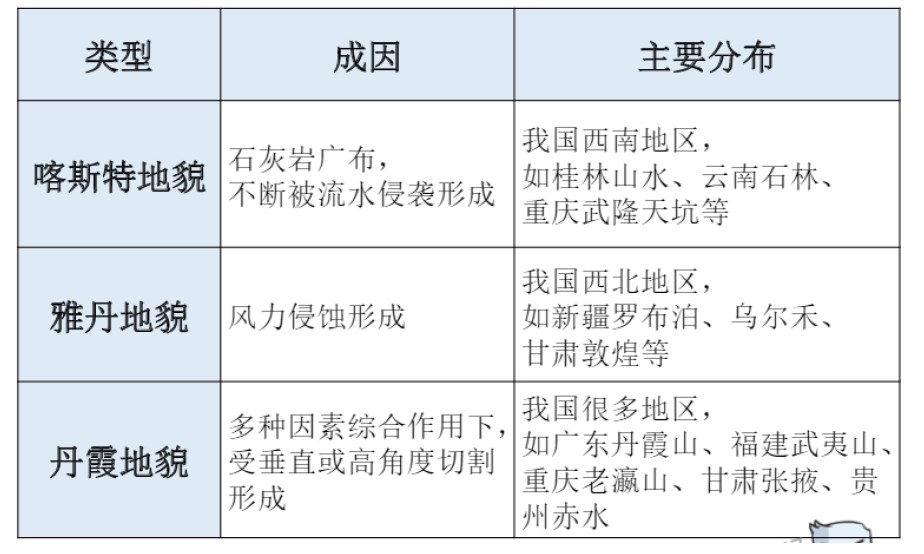 类型
成因
主要分布
喀斯特地貌
石灰岩广布，
不断被流水侵袭形成
我国西南地区，
如桂林山水、云南石林、
重庆武隆天坑等
雅丹地貌
风力侵蚀形成
我国西北地区，
如新疆罗布泊、乌尔禾、
甘肃敦煌等
丹霞地貌
多种因素综合作用下，
受垂直或高角度切割
形成
我国很多地区，
如广东丹霞山、福建武夷山、
重庆老瀛山、甘肃张掖、贵
州赤水